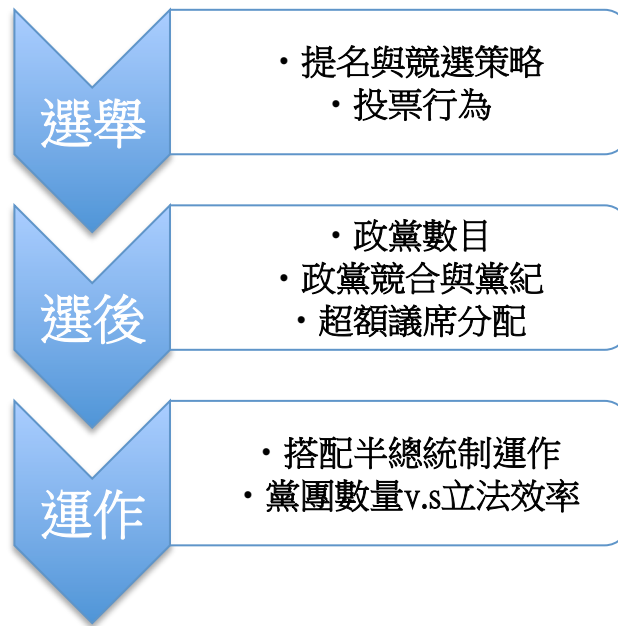 選舉
・提名與競選策略
・投票行為
選後
・政黨數目
・政黨競合與黨紀
・超額議席分配
運作
・搭配半總統制運作
・黨團數量v.s立法效率